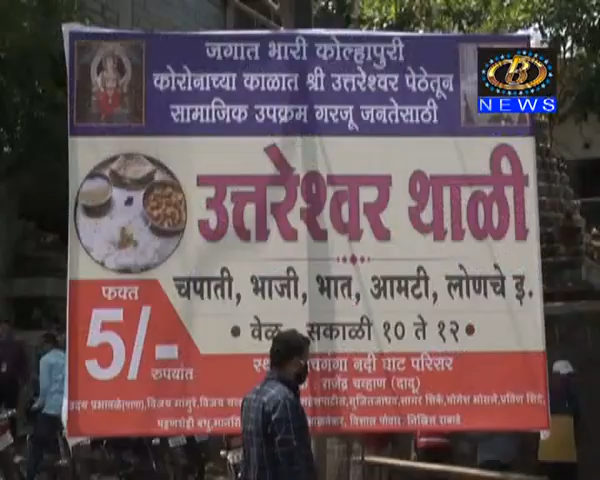 जगात भारी कोल्हापुरी
कोरोनाच्या काळात श्री उत्तरेश्वर पेठेतून
सामाजिक उपक्रम गरजू जनतेसाठी
B
NEWS
उत्तरेश्वर थाळी
चपाती, भाजी, भात, आमटी, लोणचे इ.
फक्त
5/-
रुपयांत
• वेळ सकाळी १० ते १२ •
नदी घाट परिसर
राजेंद्र चव्हाण (दादू)